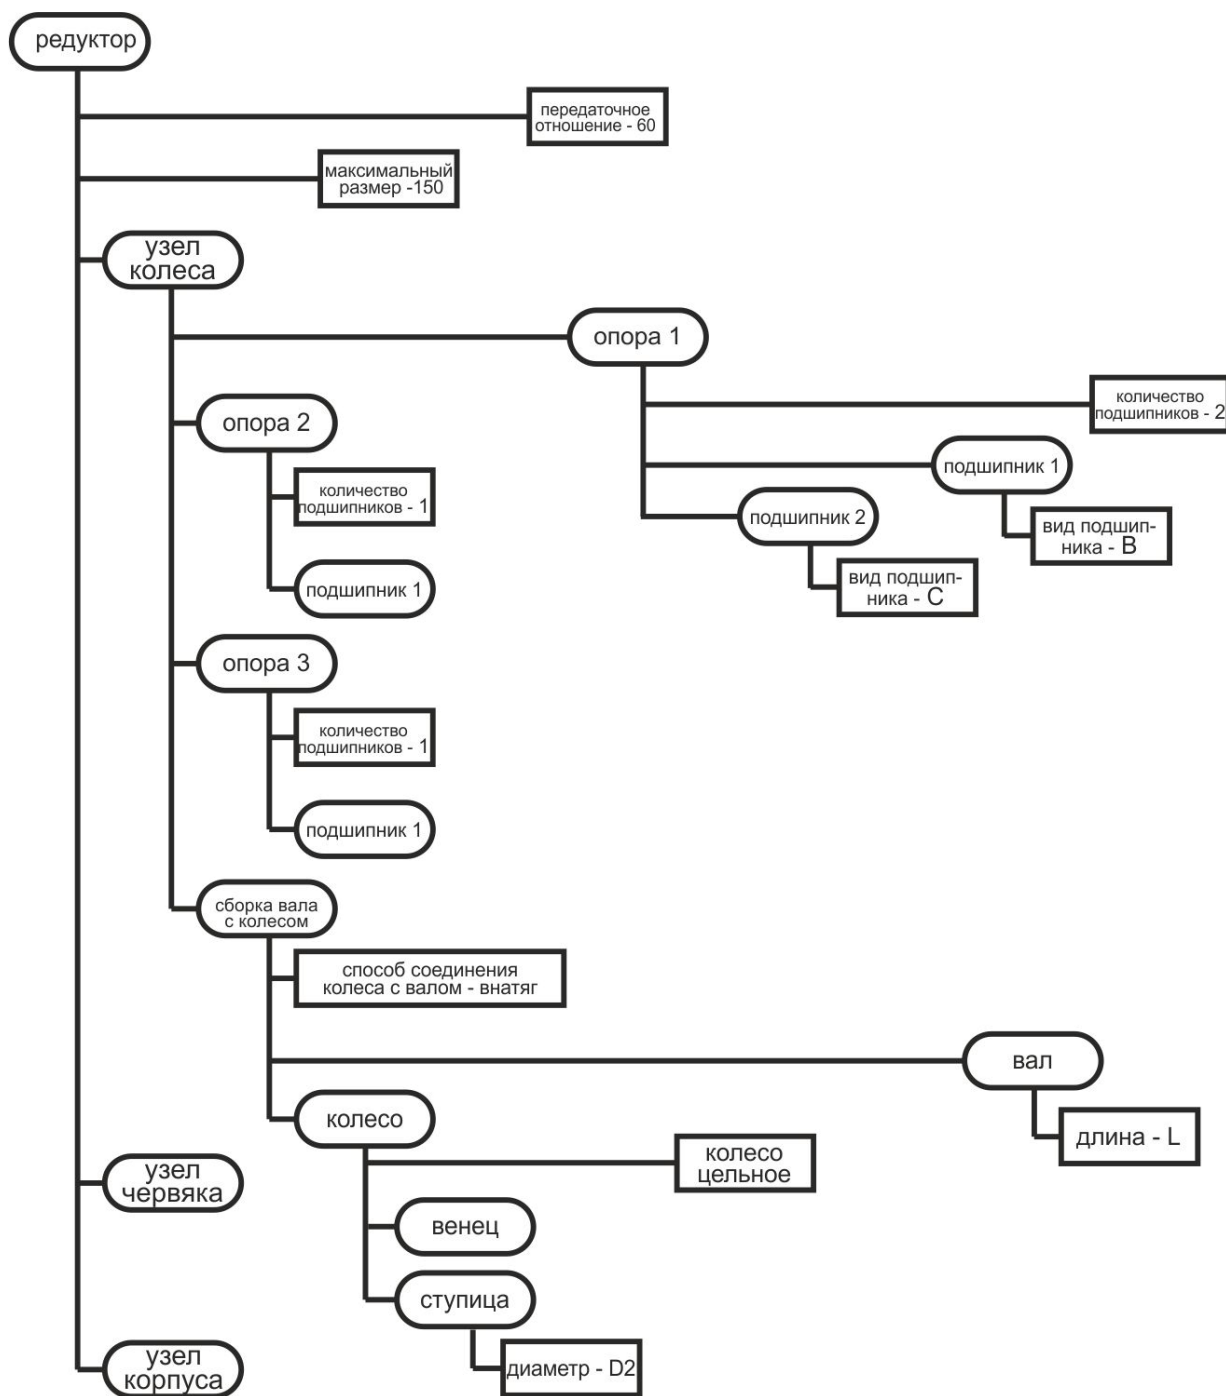 редуктор
передаточное
отношение - 60
максимальный
размер -150
узел
колеса
опора 1
количество
подшипников - 2
опора 2
подшипник 1
количество
подшипников - 1
подшипник 2
вид подшип-
ника - B
вид подшип-
ника - C
подшипник 1
опора 3
количество
подшипников - 1
подшипник 1
сборка вала
с колесом
способ соединения
колеса с валом - внатяг
вал
колесо
длина - L
колесо
цельное
узел
червяка
венец
ступица
диаметр - D2
узел
корпуса